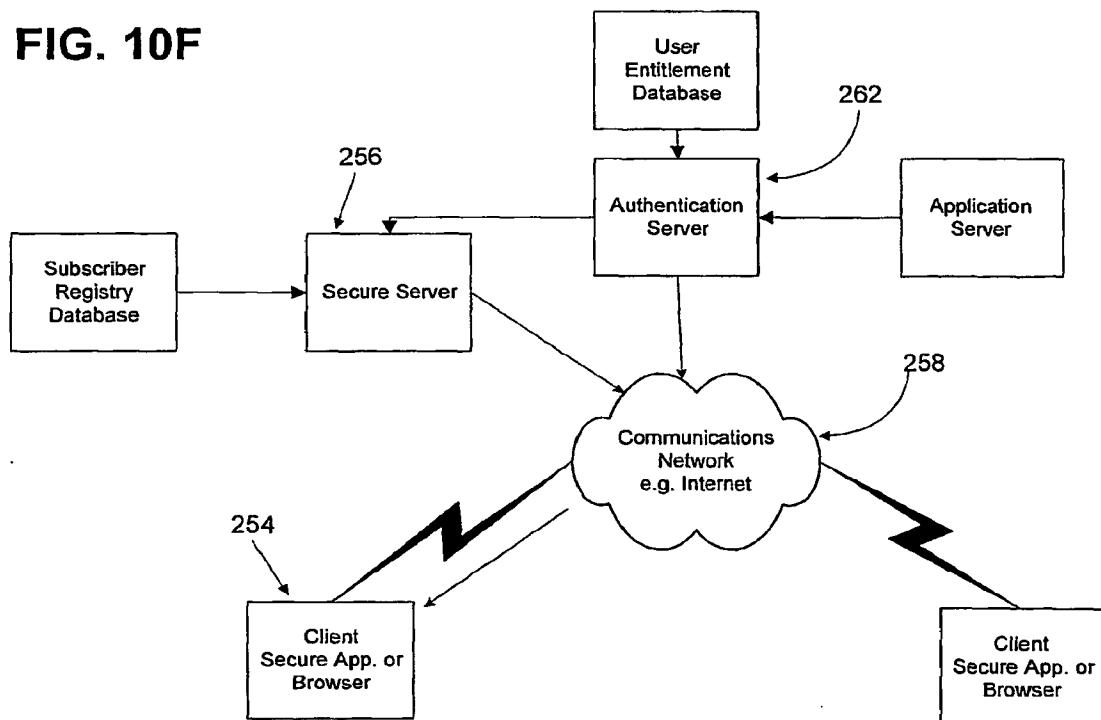 FIG. 10F
User
Entitlement
Database
262
256
Authentication
Server
Application
Server
Subscriber
Registry
Database
Secure Server
258
Communications
Network
e.g. Internet
254
Client
Secure App. or
Browser
Client
Secure App. or
Browser